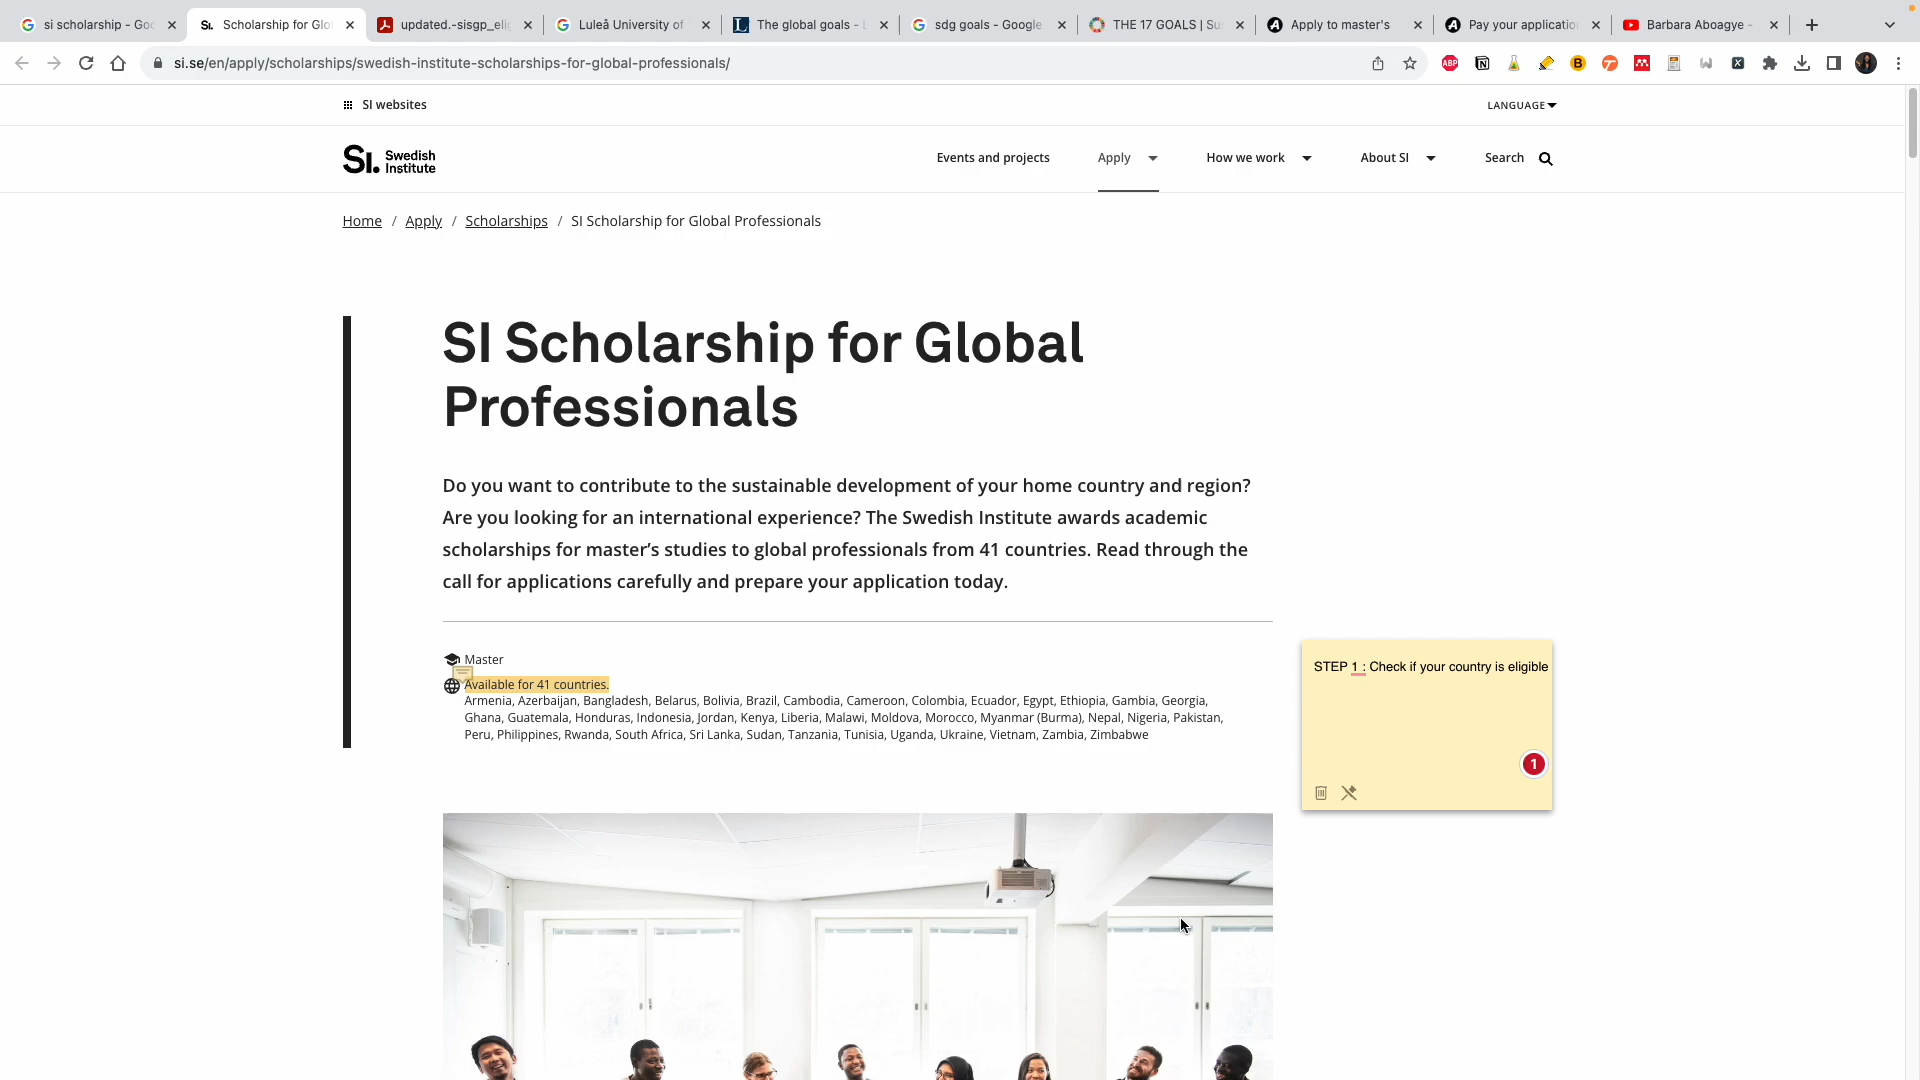 si scholarship - Goo
Scholarship for Glo
updated.-sisgp_elig
Luleå University of
The global goals - L
sdg goals - Google
THE 17 GOALS | Su
Apply to master's
Pay your applicatio
Barbara Aboagye -
si.se/en/apply/scholarships/swedish-institute-scholarships-for-global-professionals/
SI websites
LANGUAGE
SI. Swedish
Institute
Events and projects
Apply
How we work
About SI
Search
Home / Apply / Scholarships / SI Scholarship for Global Professionals
SI Scholarship for Global
Professionals
Do you want to contribute to the sustainable development of your home country and region?
Are you looking for an international experience? The Swedish Institute awards academic
scholarships for master’s studies to global professionals from 41 countries. Read through the
call for applications carefully and prepare your application today.
Master
Available for 41 countries.
Armenia, Azerbaijan, Bangladesh, Belarus, Bolivia, Brazil, Cambodia, Cameroon, Colombia, Ecuador, Egypt, Ethiopia, Gambia, Georgia,
Ghana, Guatemala, Honduras, Indonesia, Jordan, Kenya, Liberia, Malawi, Moldova, Morocco, Myanmar (Burma), Nepal, Nigeria, Pakistan,
Peru, Philippines, Rwanda, South Africa, Sri Lanka, Sudan, Tanzania, Tunisia, Uganda, Ukraine, Vietnam, Zambia, Zimbabwe
STEP 1 : Check if your country is eligible
1